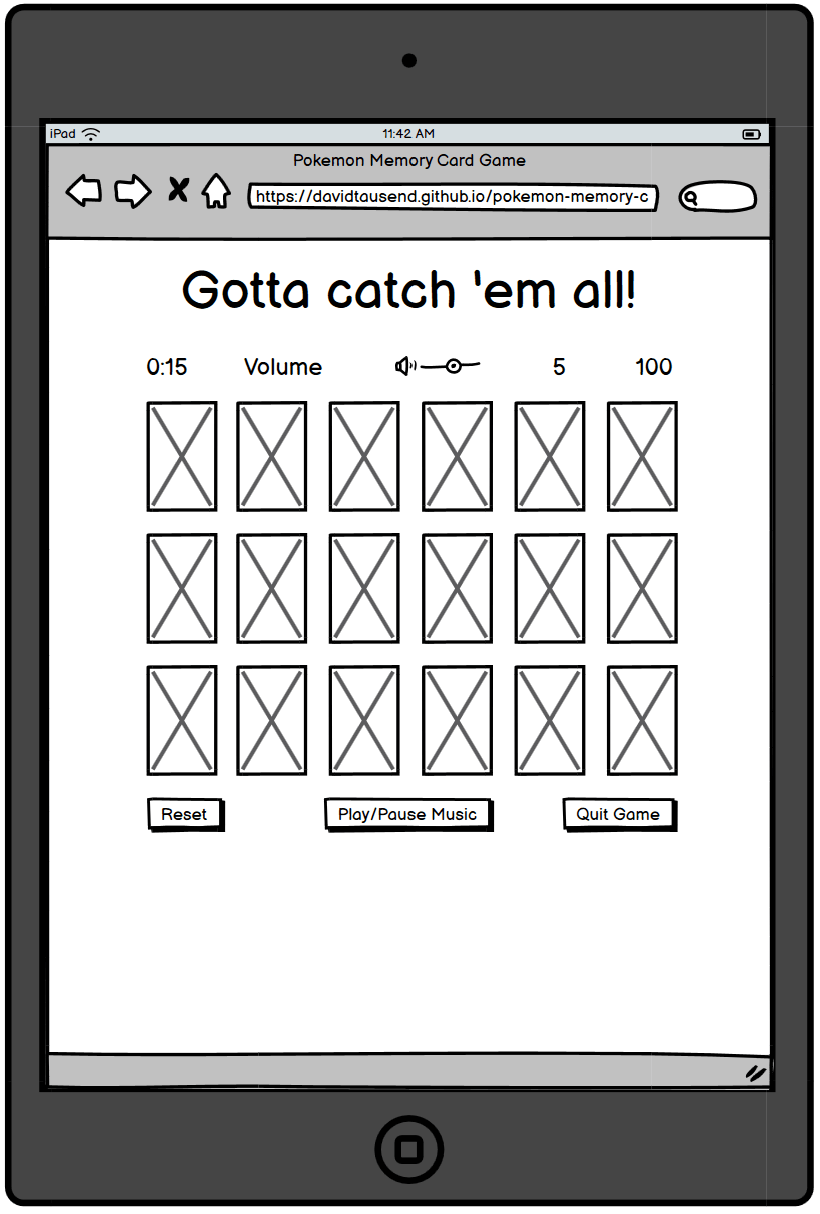 iPad 11:42 AM
Pokemon Memory Card Game
https://davidtausend.github.io/pokemon-memory-c
Gotta catch 'em all!
0:15 Volume 5 100
Reset Play/Pause Music Quit Game